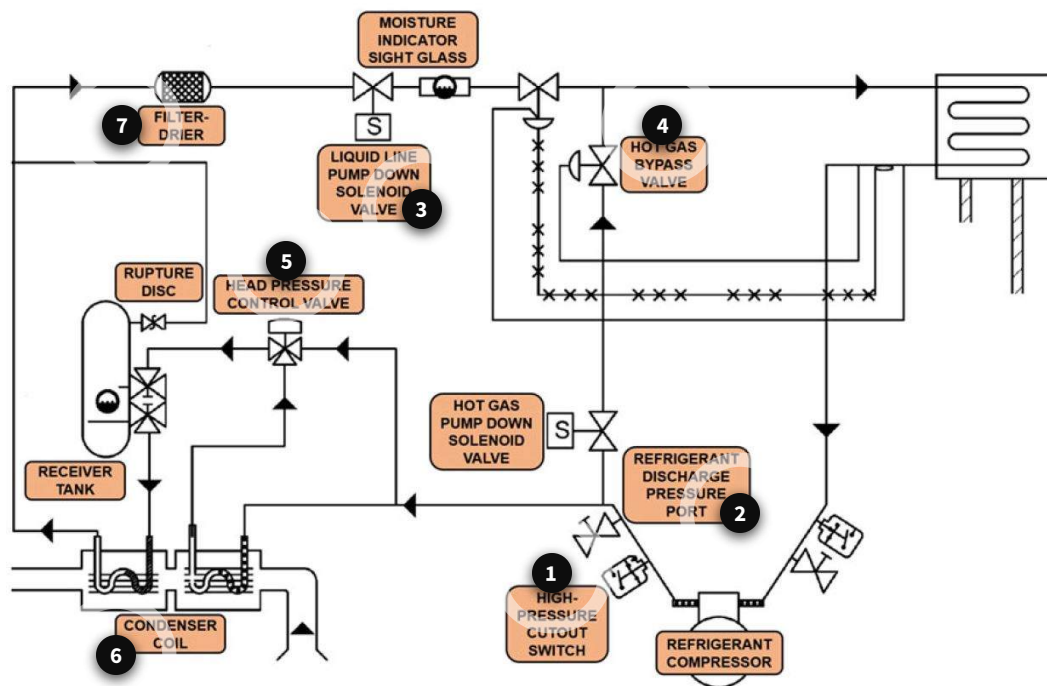 MOISTURE
INDICATOR
SIGHT GLASS
7
FILTER-
DRIER
S
LIQUID LINE
PUMP DOWN
SOLENOID
VALVE
3
4
HOT GAS
BYPASS
VALVE
5
HEAD PRESSURE
CONTROL VALVE
RUPTURE
DISC
RECEIVER
TANK
HOT GAS
PUMP DOWN
SOLENOID
VALVE
S
REFRIGERANT
DISCHARGE
PRESSURE
PORT
2
1
HIGH-
PRESSURE
CUTOUT
SWITCH
REFRIGERANT
COMPRESSOR
CONDENSER
COIL
6